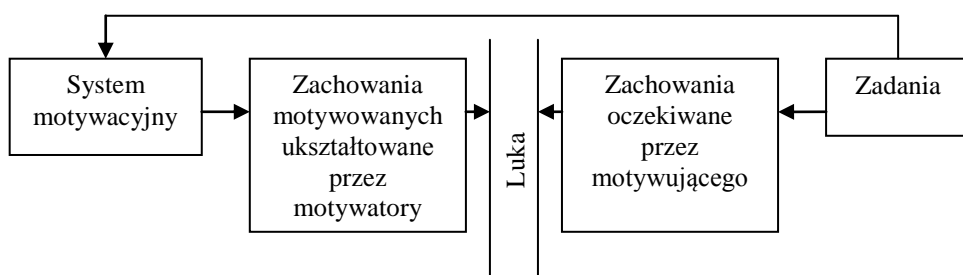 System
motywacyjny
Zachowania
motywowanych
ukształtowane
przez
motywatory
Luka
Zachowania
oczekiwane
przez
motywującego
Zadania